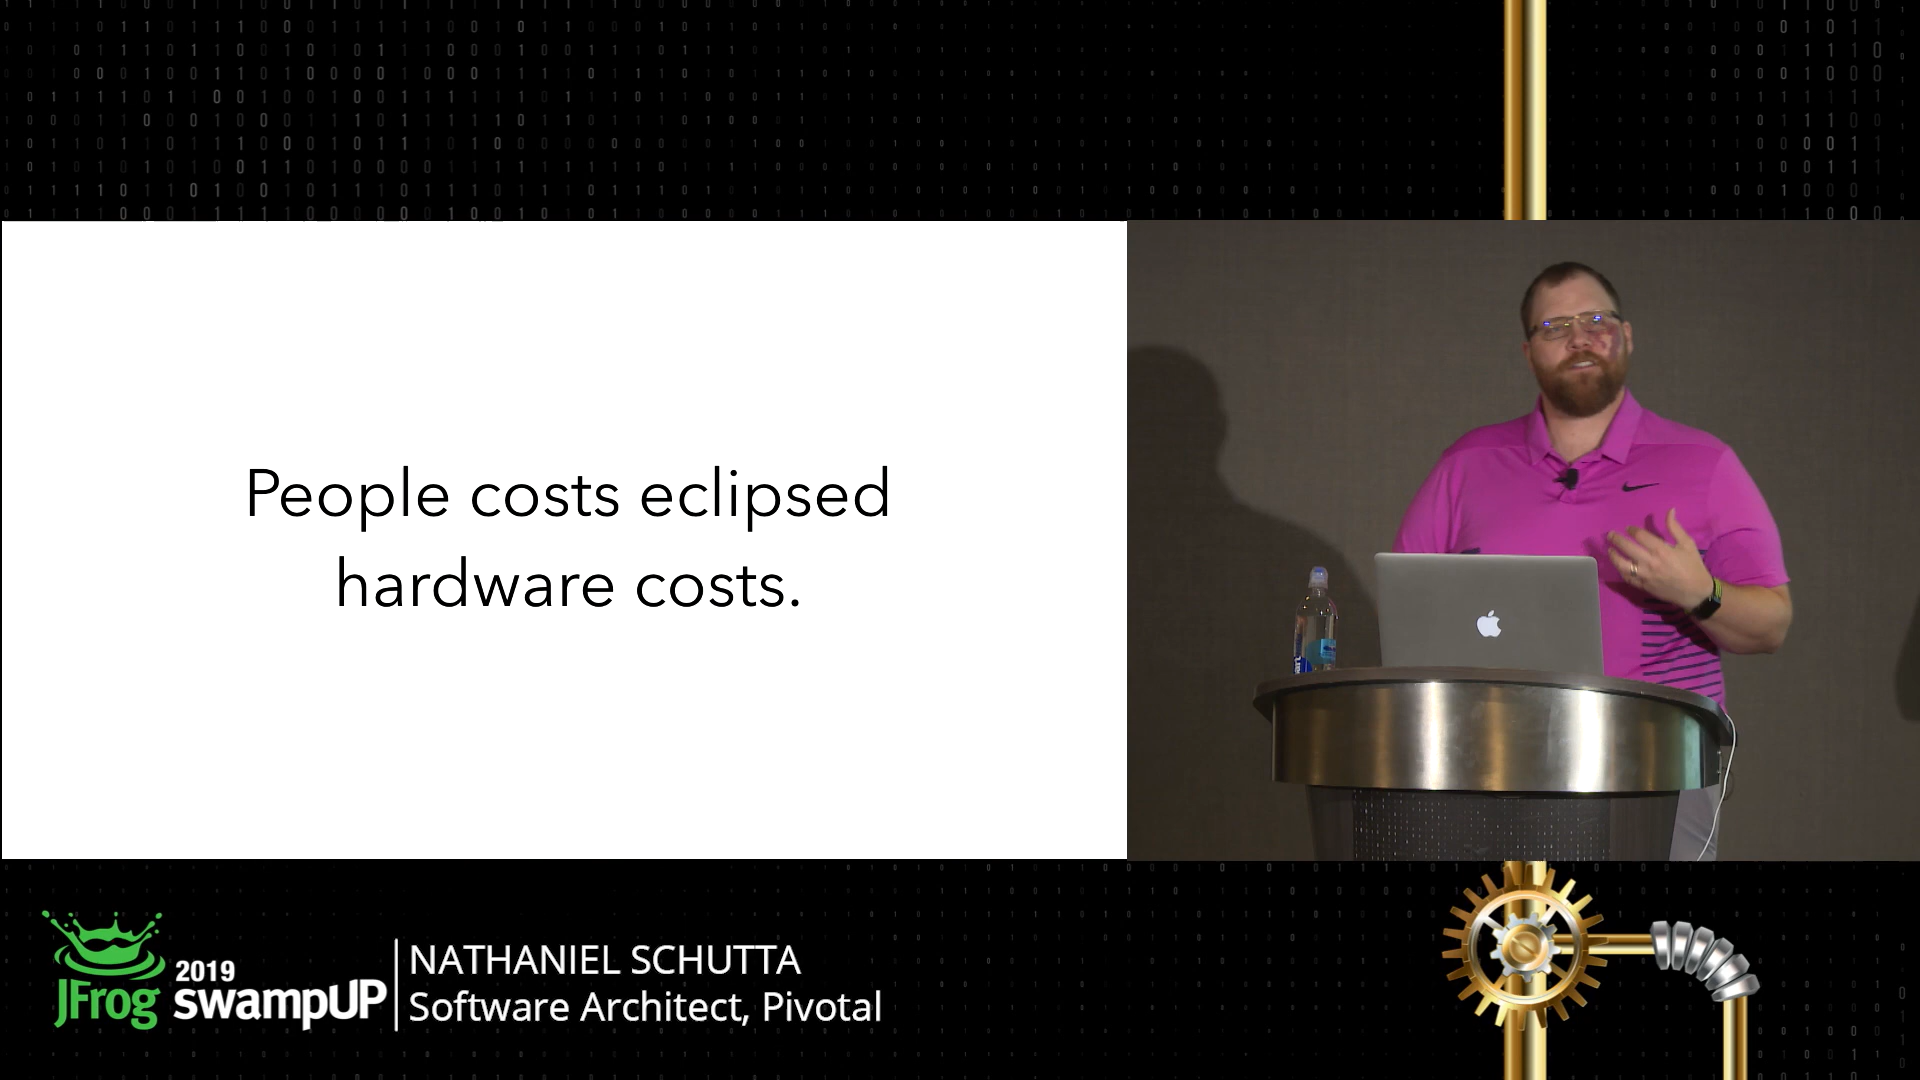 People costs eclipsed
hardware costs.
2019
JFrog
swampUP
NATHANIEL SCHUTTA
Software Architect, Pivotal